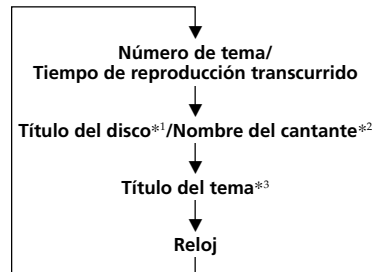 Número de tema/
Tiempo de reproducción transcurrido
Título del disco*1/Nombre del cantante*2
Título del tema*3
Reloj